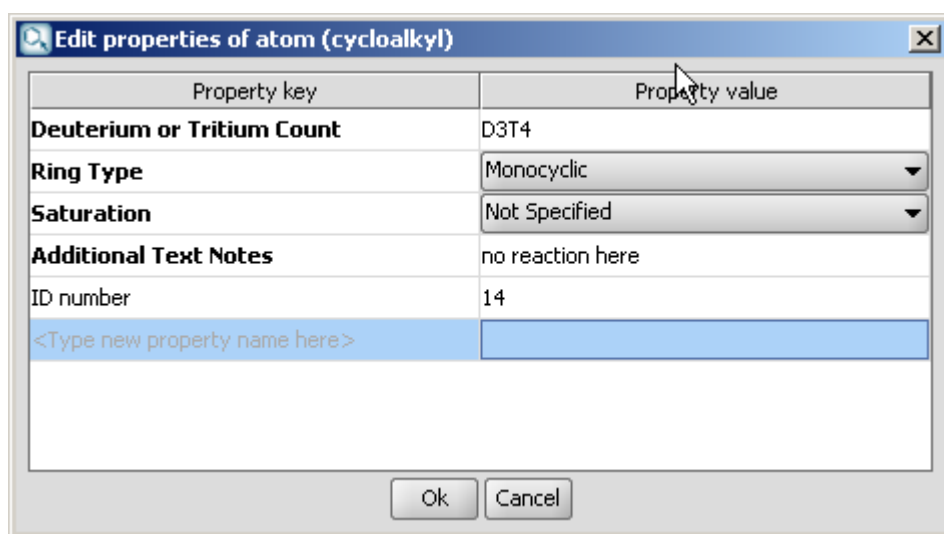 Edit properties of atom (cycloalkyl)
Property key Property value
Deuterium or Tritium Count D3T4
Ring Type Monocyclic
Saturation Not Specified
Additional Text Notes no reaction here
ID number 14
<Type new property name here>
Ok Cancel